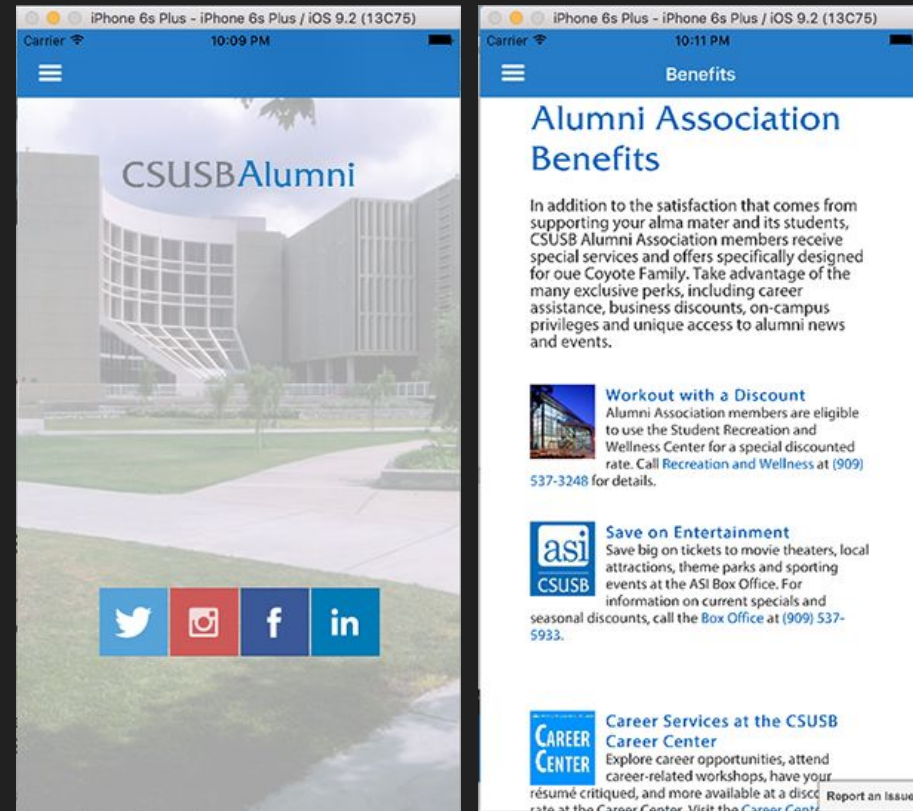 iPhone 6s Plus - iPhone 6s Plus / iOS 9.2 (13C75)
Carrier
10:09 PM
CSUSBAlumni
f
in
iPhone 6s Plus - iPhone 6s Plus / iOS 9.2 (13C75)
Carrier
10:11 PM
Benefits
Alumni Association
Benefits
In addition to the satisfaction that comes from
supporting your alma mater and its students,
CSUSB Alumni Association members receive
special services and offers specifically designed
for oue Coyote Family. Take advantage of the
many exclusive perks, including career
assistance, business discounts, on-campus
privileges and unique access to alumni news
and events.
Workout with a Discount
Alumni Association members are eligible
to use the Student Recreation and
Wellness Center for a special discounted
rate. Call Recreation and Wellness at (909)
537-3248 for details.
asi
CSUSB
Save on Entertainment
Save big on tickets to movie theaters, local
attractions, theme parks and sporting
events at the ASI Box Office. For
information on current specials and
seasonal discounts, call the Box Office at (909) 537-
5933.
CAREER
CENTER
Career Services at the CSUSB
Career Center
Explore career opportunities, attend
career-related workshops, have your
résumé critiqued, and more available at a disc
rate at the Career Center. Visit the Career Cent
Report an Issue